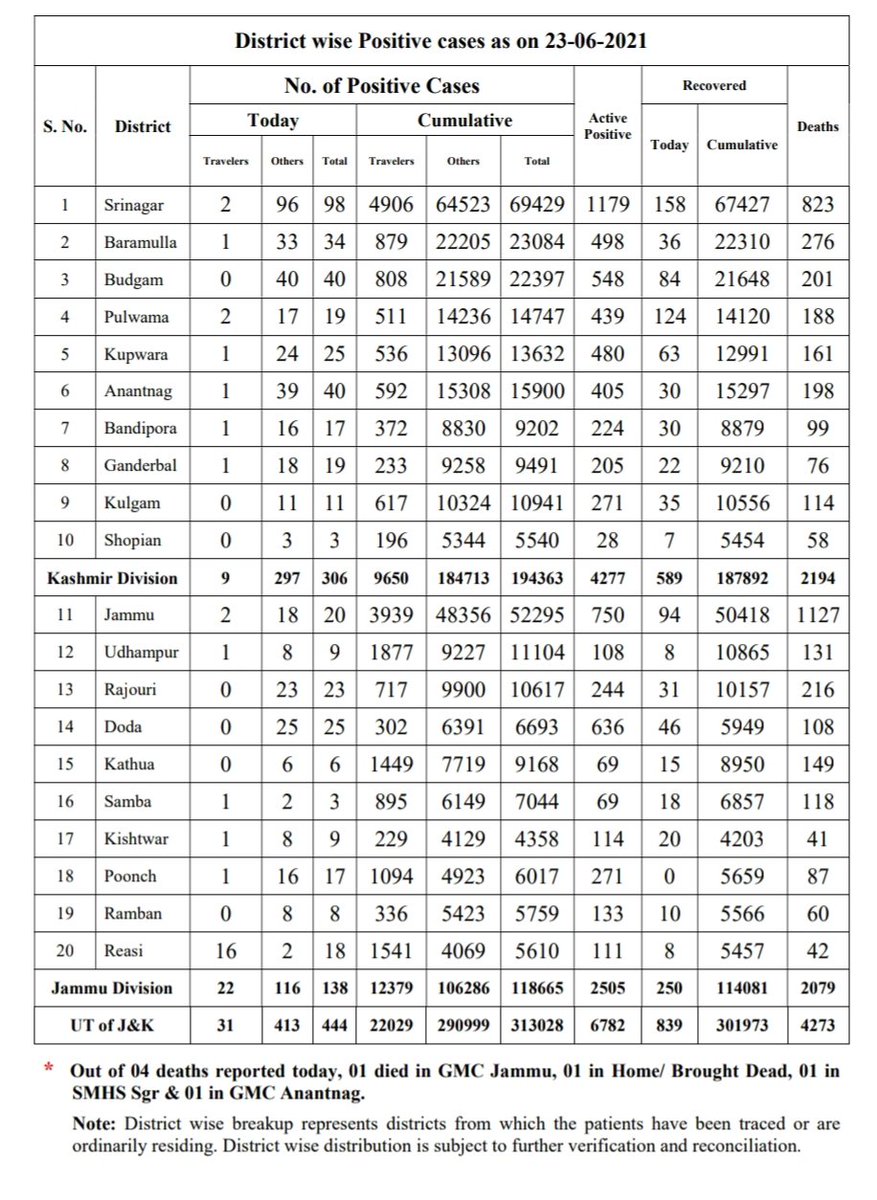 District wise Positive cases as on 23-06-2021
S. No. District No. of Positive Cases Active Positive Recovered Deaths
Today Cumulative Today Cumulative
Travelers Others Total Travelers Others Total
1 Srinagar 2 96 98 4906 64523 69429 1179 158 67427 823
2 Baramulla 1 33 34 879 22205 23084 498 36 22310 276
3 Budgam 0 40 40 808 21589 22397 548 84 21648 201
4 Pulwama 2 17 19 511 14236 14747 439 124 14120 188
5 Kupwara 1 24 25 536 13096 13632 480 63 12991 161
6 Anantnag 1 39 40 592 15308 15900 405 30 15297 198
7 Bandipora 1 16 17 372 8830 9202 224 30 8879 99
8 Ganderbal 1 18 19 233 9258 9491 205 22 9210 76
9 Kulgam 0 11 11 617 10324 10941 271 35 10556 114
10 Shopian 0 3 3 196 5344 5540 28 7 5454 58
Kashmir Division 9 297 306 9650 184713 194363 4277 589 187892 2194
11 Jammu 2 18 20 3939 48356 52295 750 94 50418 1127
12 Udhampur 1 8 9 1877 9227 11104 108 8 10865 131
13 Rajouri 0 23 23 717 9900 10617 244 31 10157 216
14 Doda 0 25 25 302 6391 6693 636 46 5949 108
15 Kathua 0 6 6 1449 7719 9168 69 15 8950 149
16 Samba 1 2 3 895 6149 7044 69 18 6857 118
17 Kishtwar 1 8 9 229 4129 4358 114 20 4203 41
18 Poonch 1 16 17 1094 4923 6017 271 0 5659 87
19 Ramban 0 8 8 336 5423 5759 133 10 5566 60
20 Reasi 16 2 18 1541 4069 5610 111 8 5457 42
Jammu Division 22 116 138 12379 106286 118665 2505 250 114081 2079
UT of J&K 31 413 444 22029 290999 313028 6782 839 301973 4273
* Out of 04 deaths reported today, 01 died in GMC Jammu, 01 in Home/ Brought Dead, 01 in
SMHS Sgr & 01 in GMC Anantnag.
Note: District wise breakup represents districts from which the patients have been traced or are
ordinarily residing. District wise distribution is subject to further verification and reconciliation.